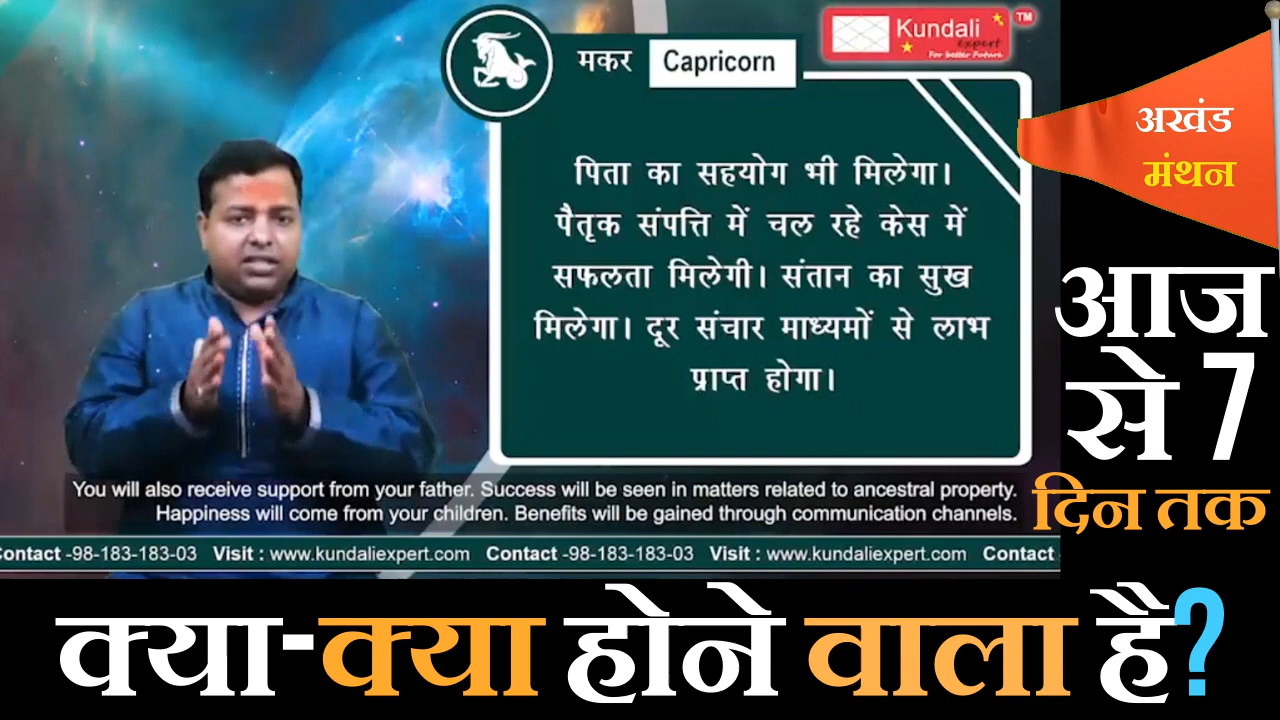 मकर Capricorn
Kundali TM
expert
For better Future
पिता का सहयोग भी मिलेगा।
पैतृक संपत्ति में चल रहे केस में
सफलता मिलेगी। संतान का सुख
मिलेगा। दूर संचार माध्यमों से लाभ
प्राप्त होगा।
अखंड
मंथन
आज
से 7
दिन तक
You will also receive support from your father. Success will be seen in matters related to ancestral property.
Happiness will come from your children. Benefits will be gained through communication channels.
Contact -98-183-183-03 Visit : www.kundaliexpert.com Contact -98-183-183-03 Visit : www.kundaliexpert.com Contact
क्या-क्या होने वाला है?